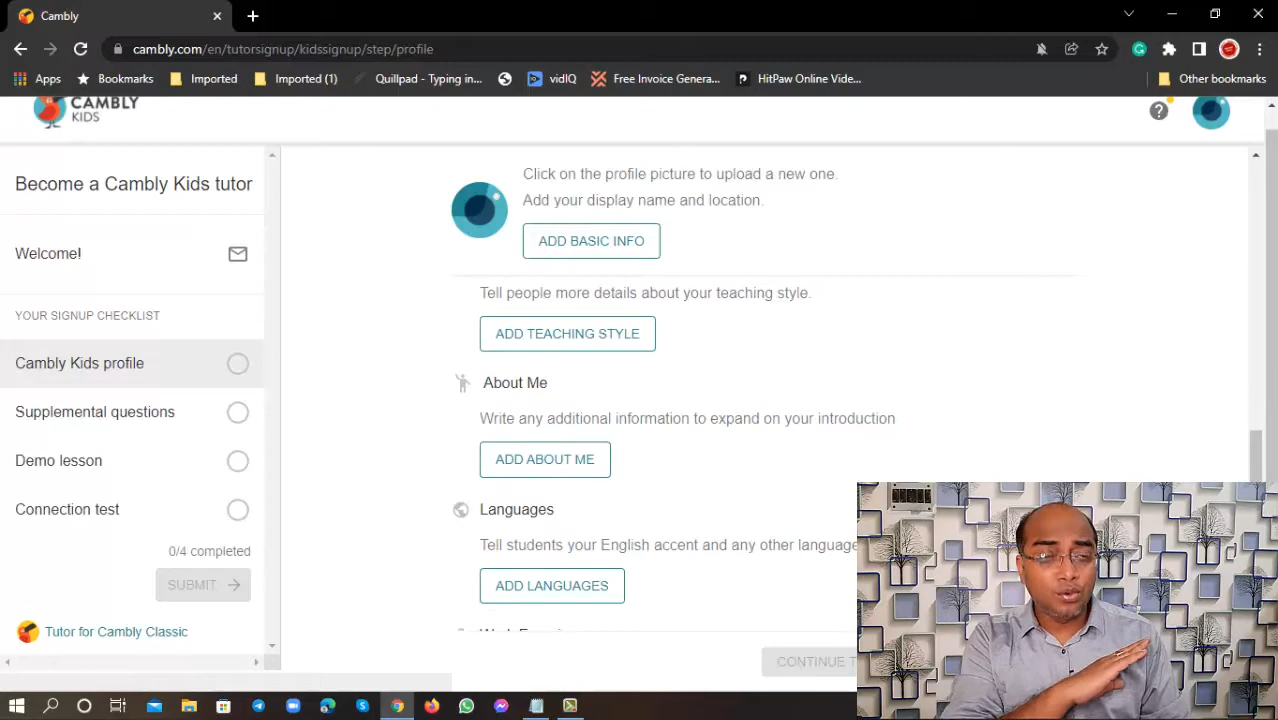 Cambly
cambly.com/en/tutorsignup/kidssignup/step/profile
Apps Bookmarks Imported Imported (1) Quillpad - Typing in... vidIQ Free Invoice Genera... HitPaw Online Vide... Other bookmarks
CAMBLY
KIDS
Become a Cambly Kids tutor
Welcome!
YOUR SIGNUP CHECKLIST
Cambly Kids profile
Supplemental questions
Demo lesson
Connection test
0/4 completed
SUBMIT
Tutor for Cambly Classic
Click on the profile picture to upload a new one.
Add your display name and location.
ADD BASIC INFO
Tell people more details about your teaching style.
ADD TEACHING STYLE
About Me
Write any additional information to expand on your introduction
ADD ABOUT ME
Languages
Tell students your English accent and any other language
ADD LANGUAGES
CONTINUE T